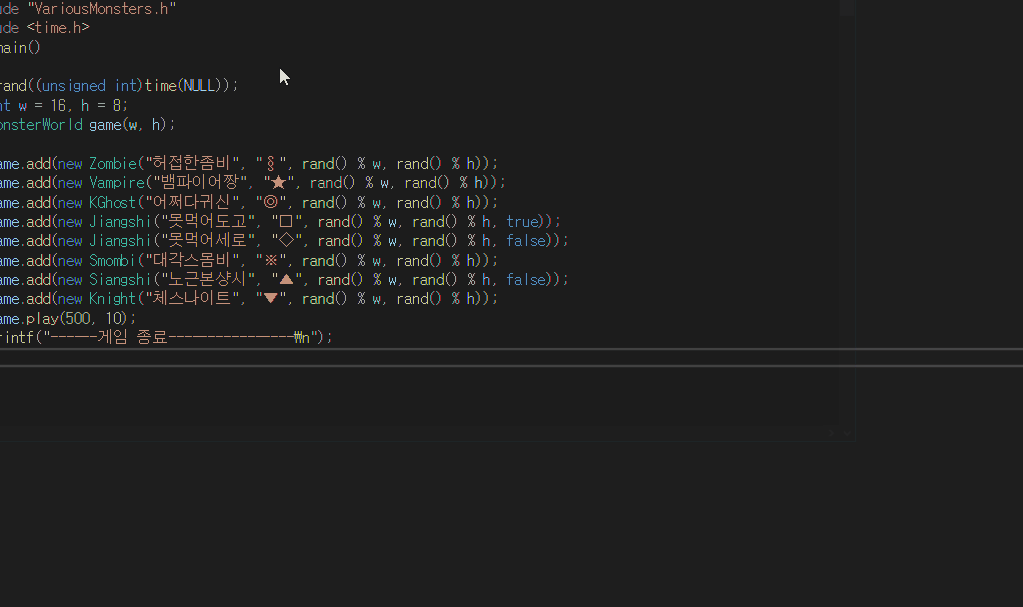 ude "VariousMonsters.h"
ude <time.h>
main()
rand((unsigned int)time(NULL));
nt w = 16, h = 8;
onsterWorld game(w, h);
ame.add(new Zombie("허접한좀비", "§", rand() % w, rand() % h));
ame.add(new Vampire("뱀파이어짱", "★", rand() % w, rand() % h));
ame.add(new KGhost("어쩌다귀신", "◎", rand() % w, rand() % h));
ame.add(new Jiangshi("못먹어도고", "□", rand() % w, rand() % h, true));
ame.add(new Jiangshi("못먹어세로", "◇", rand() % w, rand() % h, false));
ame.add(new Smombi("대각스몸비", "※", rand() % w, rand() % h));
ame.add(new Siangshi("노근본샹시", "▲", rand() % w, rand() % h, false));
ame.add(new Knight("체스나이트", "▼", rand() % w, rand() % h));
ame.play(500, 10);
rintf("------게임 종료----------------₩n");